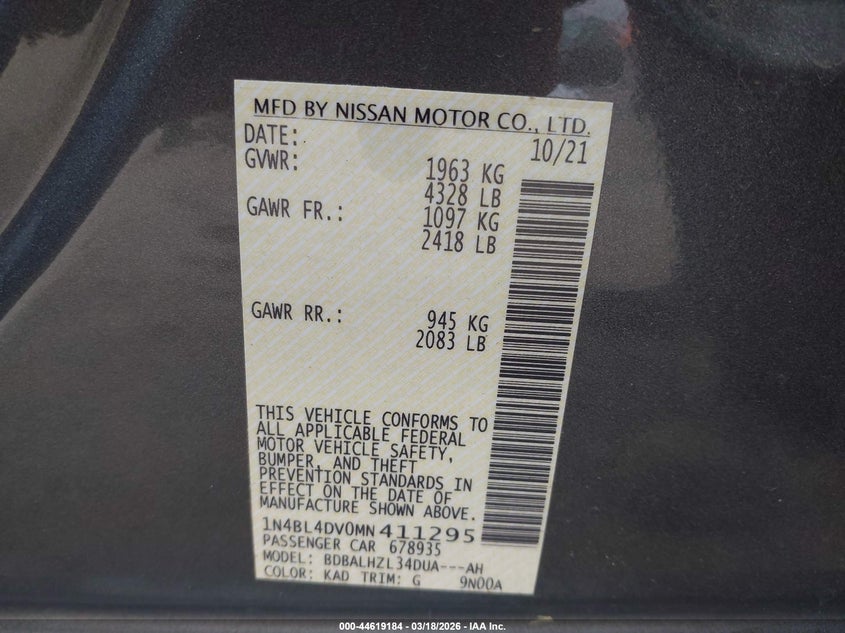 MFD BY NISSAN MOTOR CO., LTD.
DATE: 10/21
GVWR: 1963 KG
4328 LB
GAWR FR.: 1097 KG
2418 LB
GAWR RR.: 945 KG
2083 LB
THIS VEHICLE CONFORMS TO
ALL APPLICABLE FEDERAL
MOTOR VEHICLE SAFETY,
BUMPER, AND THEFT
PREVENTION STANDARDS IN
EFFECT ON THE DATE OF
MANUFACTURE SHOWN ABOVE.
1N4BL4DV0MN411295
PASSENGER CAR 678935
MODEL: BDBALHZL34DUA---AH
COLOR: KAD TRIM: G 9N00A
000-44619184 - 03/18/2026 - IAA Inc.